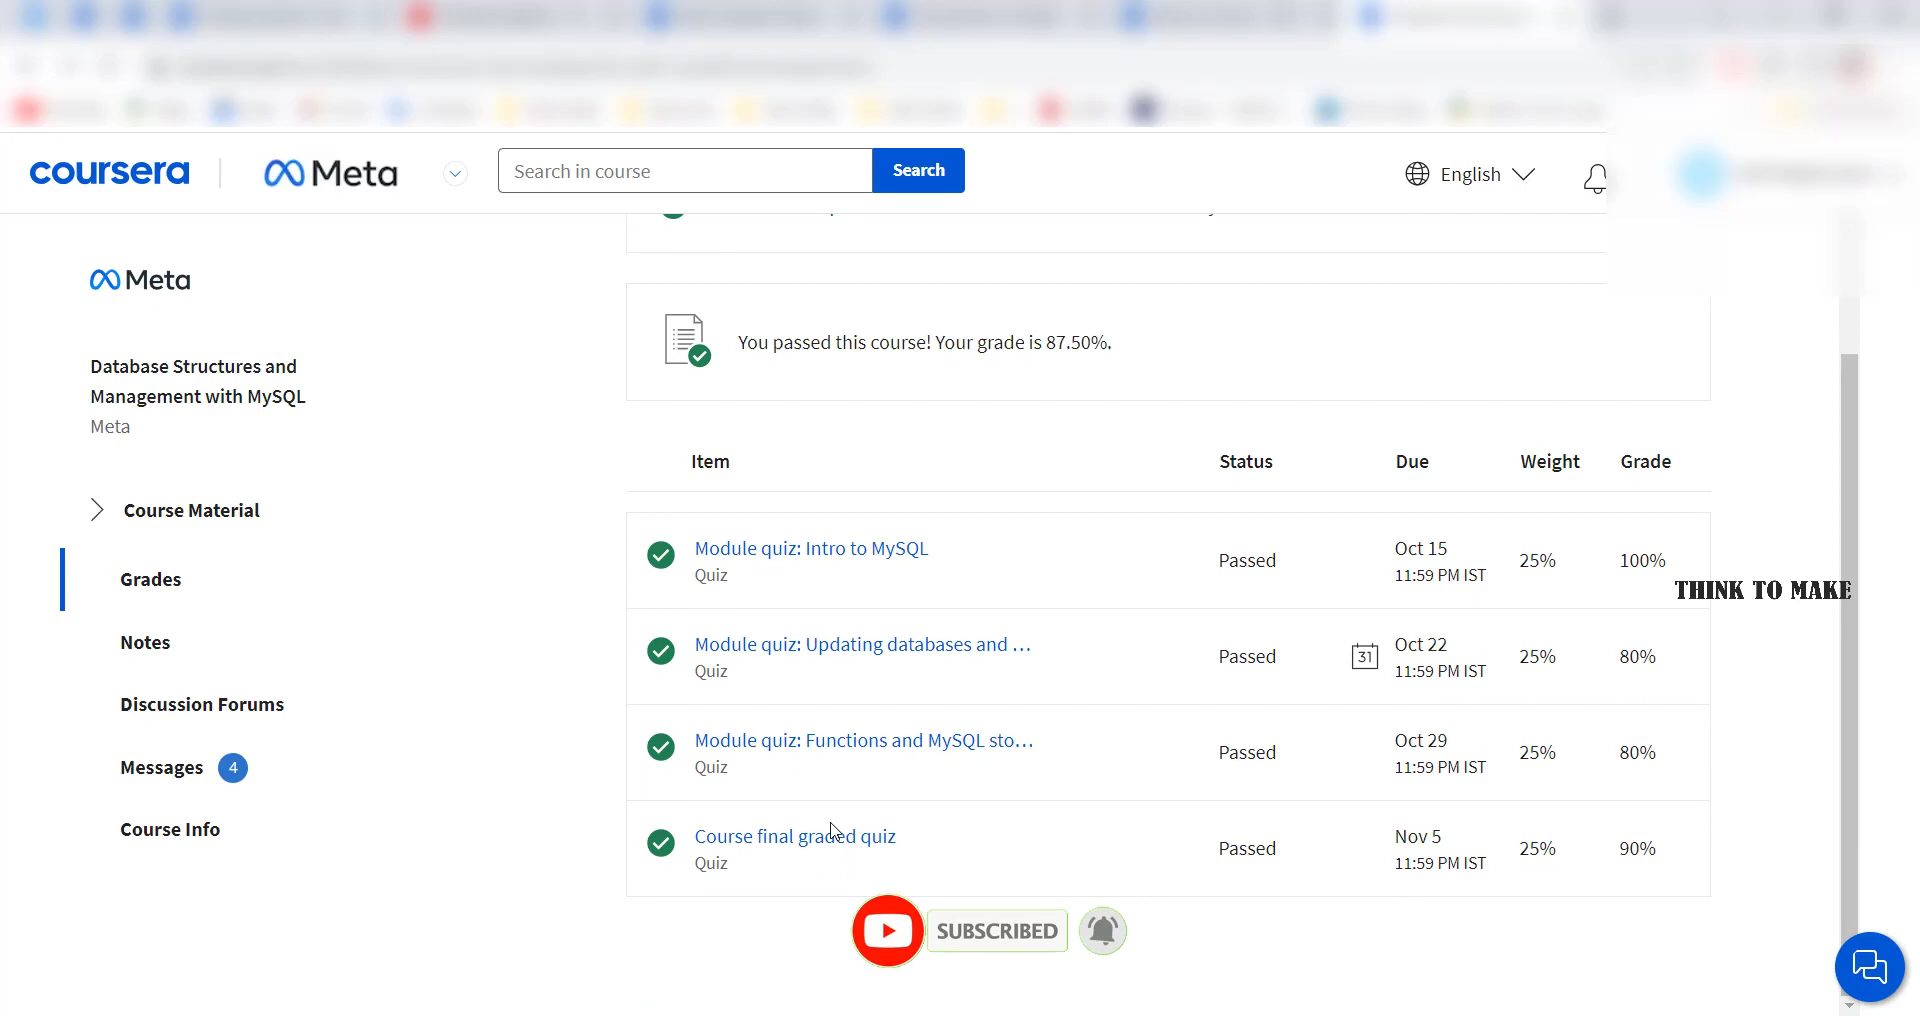 coursera
Meta
Search in course
Search
English
Meta
Database Structures and
Management with MySQL
Meta
Course Material
Grades
Notes
Discussion Forums
Messages 4
Course Info
You passed this course! Your grade is 87.50%.
Item Status Due Weight Grade
Module quiz: Intro to MySQL
Quiz
Passed
Oct 15
11:59 PM IST
25%
100%
THINK TO MAKE
Module quiz: Updating databases and ...
Quiz
Passed
31
Oct 22
11:59 PM IST
25%
80%
Module quiz: Functions and MySQL sto...
Quiz
Passed
Oct 29
11:59 PM IST
25%
80%
Course final graded quiz
Quiz
Passed
Nov 5
11:59 PM IST
25%
90%
SUBSCRIBED